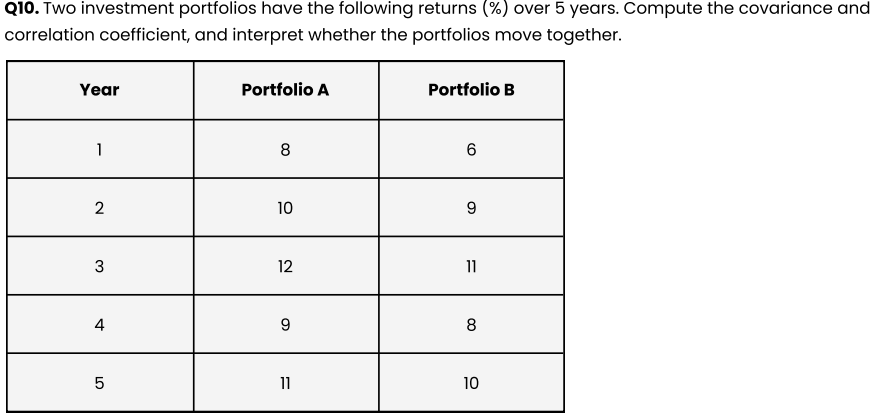 Q10. Two investment portfolios have the following returns (%) over 5 years. Compute the covariance and
correlation coefficient, and interpret whether the portfolios move together.
Year Portfolio A Portfolio B
1 8 6
2 10 9
3 12 11
4 9 8
5 11 10